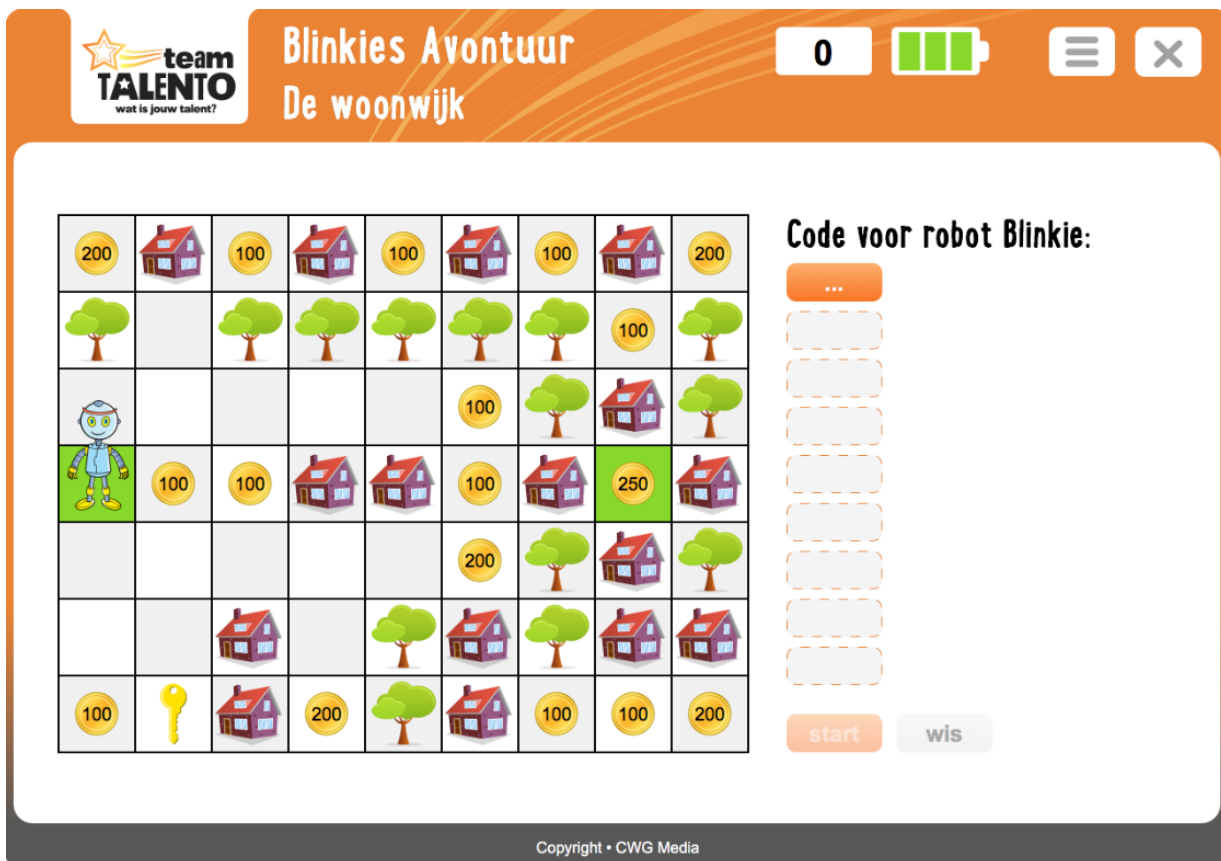 team
TALENTO
wat is jouw talent?
Blinkies Avontuur
De woonwijk
0
200 100 100 100 200
100
100
100 100 100 250
200
100 200 100 100 200
Code voor robot Blinkie:
...
start wis
Copyright • CWG Media